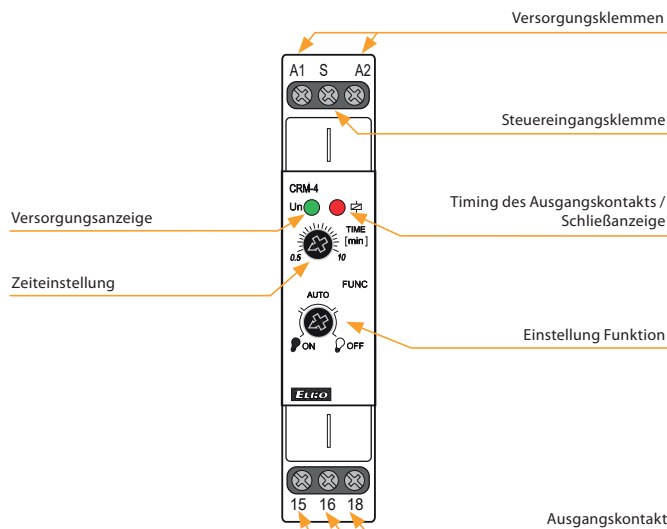 Versorgungsklemmen
A1 S A2
Steuereingangsklemme
CRM-4
Un
Timing des Ausgangskontakts /
Schließanzeige
Versorgungsanzeige
TIME
[min]
0.5 10
Zeiteinstellung
FUNC
AUTO
Einstellung Funktion
ON OFF
ELKO
15 16 18
Ausgangskontakt